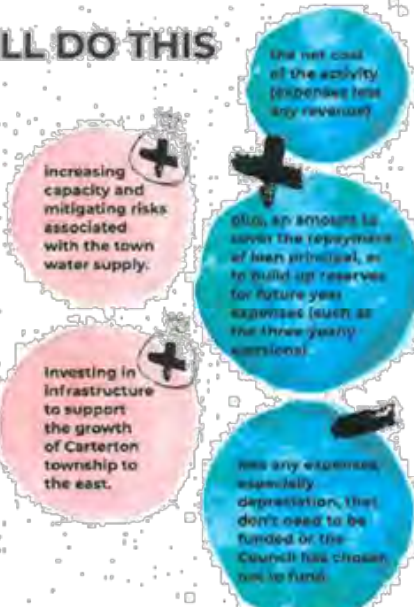 LL DO THIS
increasing
capacity and
mitigating risks
associated
with the town
water supply.
Investing in
infrastructure
to support
the growth
of Carterton
township to
the east.
the net cost
of the activity
(expenses less
any revenue)
plus, an amount to
cover the repayment
of loan principal, or
to build up reserves
for future year
expenses (such as
the three-yearly
elections)
less any expenses,
especially
depreciation, that
don't need to be
funded or the
Council has chosen
not to fund.